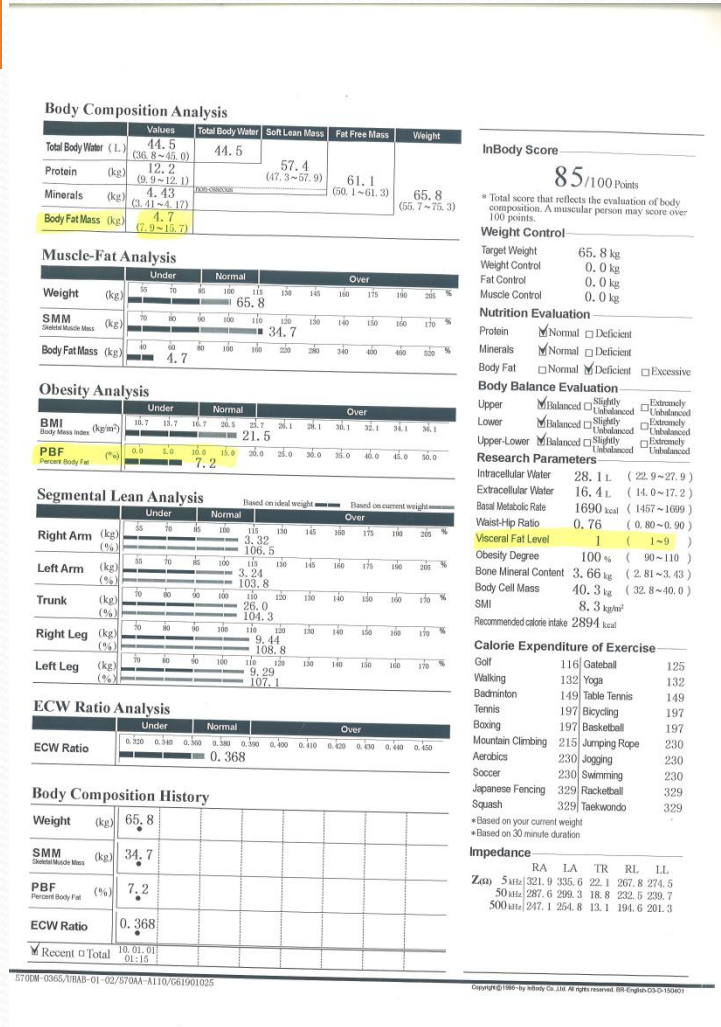 Body Composition Analysis
Values Total Body Water Soft Lean Mass Fat Free Mass Weight
Total Body Water (L) 44.5 44.5
(36.8~45.0) 57.4
Protein (kg) 12.2 (47.3~57.9) 61.1
(9.9~12.1) (50.1~61.3) 65.8
Minerals (kg) 4.43 non-osseous (55.7~75.3)
(3.41~4.17)
Body Fat Mass (kg) 4.7
(7.9~15.7)
Muscle-Fat Analysis
Under Normal Over
Weight (kg) 55 70 85 100 115 130 145 160 175 190 205 %
65.8
SMM (kg) 70 80 90 100 110 120 130 140 150 160 170 %
Skeletal Muscle Mass 34.7
Body Fat Mass (kg) 40 60 80 100 160 220 280 340 400 460 520 %
4.7
Obesity Analysis
Under Normal Over
BMI (kg/m²) 10.7 13.7 16.7 20.5 23.7 26.1 28.1 30.1 32.1 34.1 36.1
Body Mass Index 21.5
PBF (%) 0.0 5.0 10.0 15.0 20.0 25.0 30.0 35.0 40.0 45.0 50.0
Percent Body Fat 7.2
Segmental Lean Analysis Based on ideal weight Based on current weight
Under Normal Over
Right Arm (kg) 55 70 85 100 115 130 145 160 175 190 205 %
3.32
(%) 106.5
Left Arm (kg) 55 70 85 100 115 130 145 160 175 190 205 %
3.24
(%) 103.8
Trunk (kg) 70 80 90 100 110 120 130 140 150 160 170 %
26.0
(%) 104.3
Right Leg (kg) 70 80 90 100 110 120 130 140 150 160 170 %
9.44
(%) 108.8
Left Leg (kg) 70 80 90 100 110 120 130 140 150 160 170 %
9.29
(%) 107.1
ECW Ratio Analysis
Under Normal Over
ECW Ratio 0.320 0.340 0.360 0.380 0.390 0.400 0.410 0.420 0.430 0.440 0.450
0.368
Body Composition History
Weight (kg) 65.8
SMM (kg) 34.7
Skeletal Muscle Mass
PBF (%) 7.2
Percent Body Fat
ECW Ratio 0.368
Recent Total 10.01.01
01:15
570DM-0365/UBAB-01-02/570AA-A110/G61901025
InBody Score
85/100 Points
* Total score that reflects the evaluation of body
composition. A muscular person may score over
100 points.
Weight Control
Target Weight 65.8 kg
Weight Control 0.0 kg
Fat Control 0.0 kg
Muscle Control 0.0 kg
Nutrition Evaluation
Protein Normal Deficient
Minerals Normal Deficient
Body Fat Normal Deficient Excessive
Body Balance Evaluation
Upper Balanced Slightly Unbalanced Extremely Unbalanced
Lower Balanced Slightly Unbalanced Extremely Unbalanced
Upper-Lower Balanced Slightly Unbalanced Extremely Unbalanced
Research Parameters
Intracellular Water 28.1 L (22.9~27.9)
Extracellular Water 16.4 L (14.0~17.2)
Basal Metabolic Rate 1690 kcal (1457~1699)
Waist-Hip Ratio 0.76 (0.80~0.90)
Visceral Fat Level 1 (1~9)
Obesity Degree 100 % (90~110)
Bone Mineral Content 3.66 kg (2.81~3.43)
Body Cell Mass 40.3 kg (32.8~40.0)
SMI 8.3 kg/m²
Recommended calorie intake 2894 kcal
Calorie Expenditure of Exercise
Golf 116 Gateball 125
Walking 132 Yoga 132
Badminton 149 Table Tennis 149
Tennis 197 Bicycling 197
Boxing 197 Basketball 197
Mountain Climbing 215 Jumping Rope 230
Aerobics 230 Jogging 230
Soccer 230 Swimming 230
Japanese Fencing 329 Racketball 329
Squash 329 Taekwondo 329
*Based on your current weight
*Based on 30 minute duration
Impedance
RA LA TR RL LL
Z(Ω) 5 kHz 321.9 335.6 22.1 267.8 274.5
50 kHz 287.6 299.3 18.8 232.5 239.7
500 kHz 247.1 254.8 13.1 194.6 201.3
Copyright©1996~by InBody Co.,Ltd. All rights reserved. BR-English-D3-D-150401